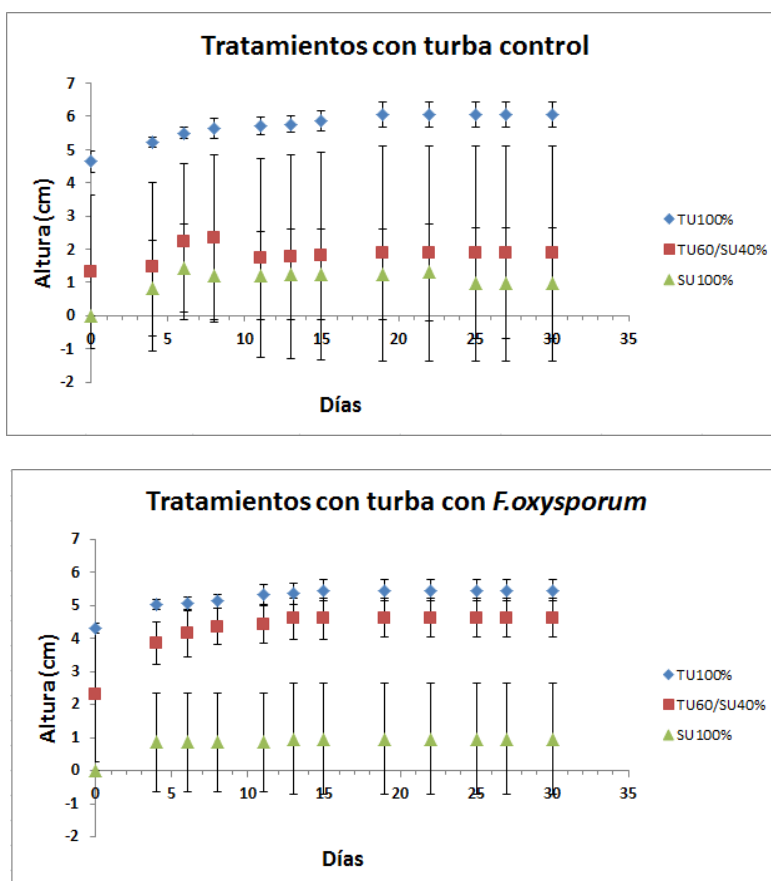 Tratamientos con turba control
7
6
5
4
3
2
1
0
-1
-2
Altura (cm)
0 5 10 15 20 25 30 35
Días
TU100%
TU60/SU40%
SU100%
Tratamientos con turba con F.oxysporum
7
6
5
4
3
2
1
0
-1
-2
Altura (cm)
0 5 10 15 20 25 30 35
Días
TU100%
TU60/SU40%
SU100%